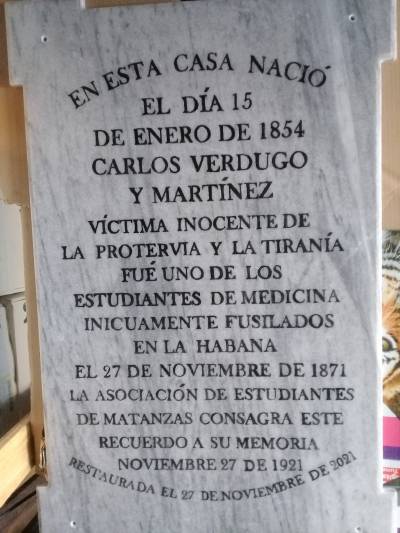 EN ESTA CASA NACIÓ
EL DÍA 15
DE ENERO DE 1854
CARLOS VERDUGO
Y MARTÍNEZ
VÍCTIMA INOCENTE DE
LA PROTERVIA Y LA TIRANÍA
FUÉ UNO DE LOS
ESTUDIANTES DE MEDICINA
INICUAMENTE FUSILADOS
EN LA HABANA
EL 27 DE NOVIEMBRE DE 1871
LA ASOCIACIÓN DE ESTUDIANTES
DE MATANZAS CONSAGRA ESTE
RECUERDO A SU MEMORIA
NOVIEMBRE 27 DE 1921
RESTAURADA EL 27 DE NOVIEMBRE DE 2021